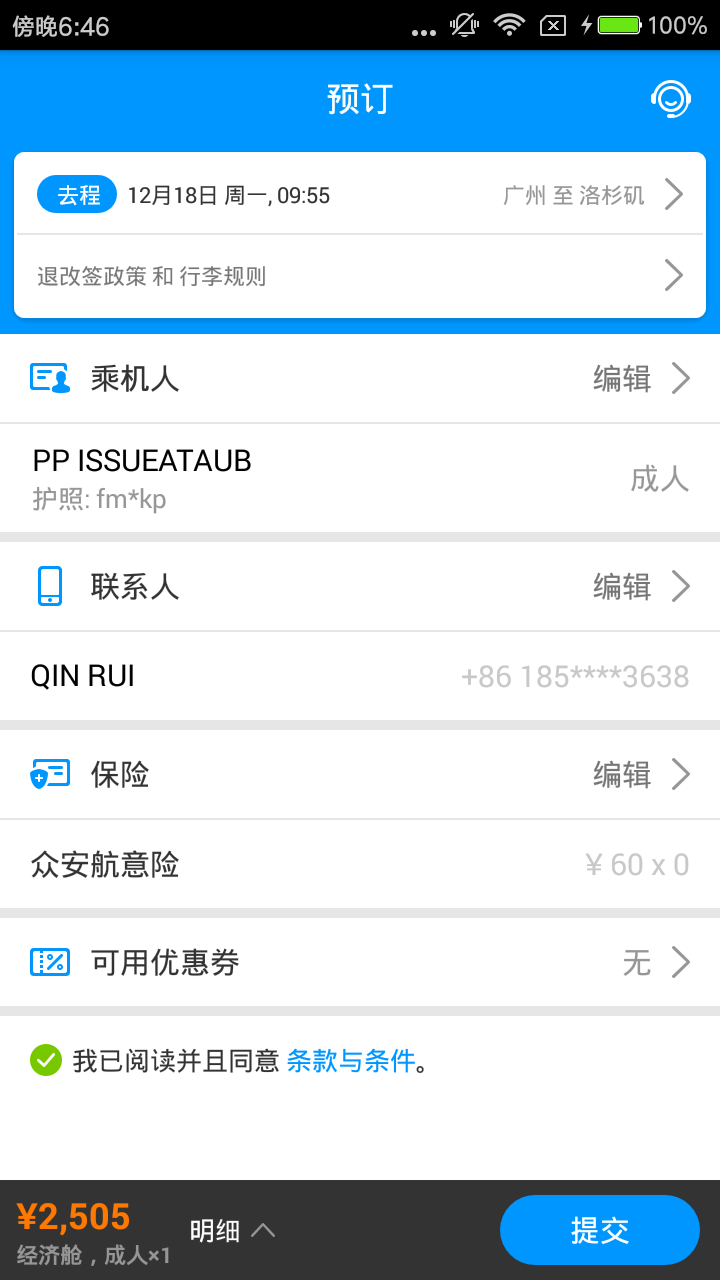 傍晚6:46
100%
预订
去程 12月18日 周一, 09:55 广州 至 洛杉矶
退改签政策 和 行李规则
乘机人 编辑
PP ISSUEATAUB
成人
护照: fm*kp
联系人 编辑
QIN RUI +86 185****3638
保险 编辑
众安航意险 ¥ 60 x 0
可用优惠券 无
我已阅读并且同意 条款与条件。
¥2,505
明细 提交
经济舱，成人×1